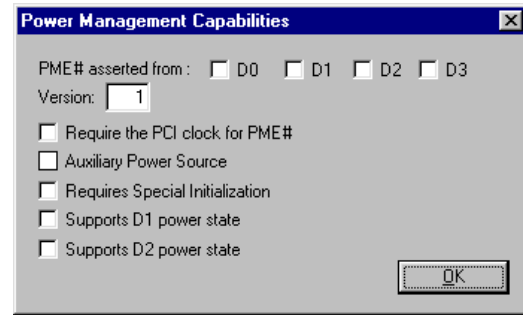 Power Management Capabilities
PME# asserted from : D0 D1 D2 D3
Version: 1
Require the PCI clock for PME#
Auxiliary Power Source
Requires Special Initialization
Supports D1 power state
Supports D2 power state
OK